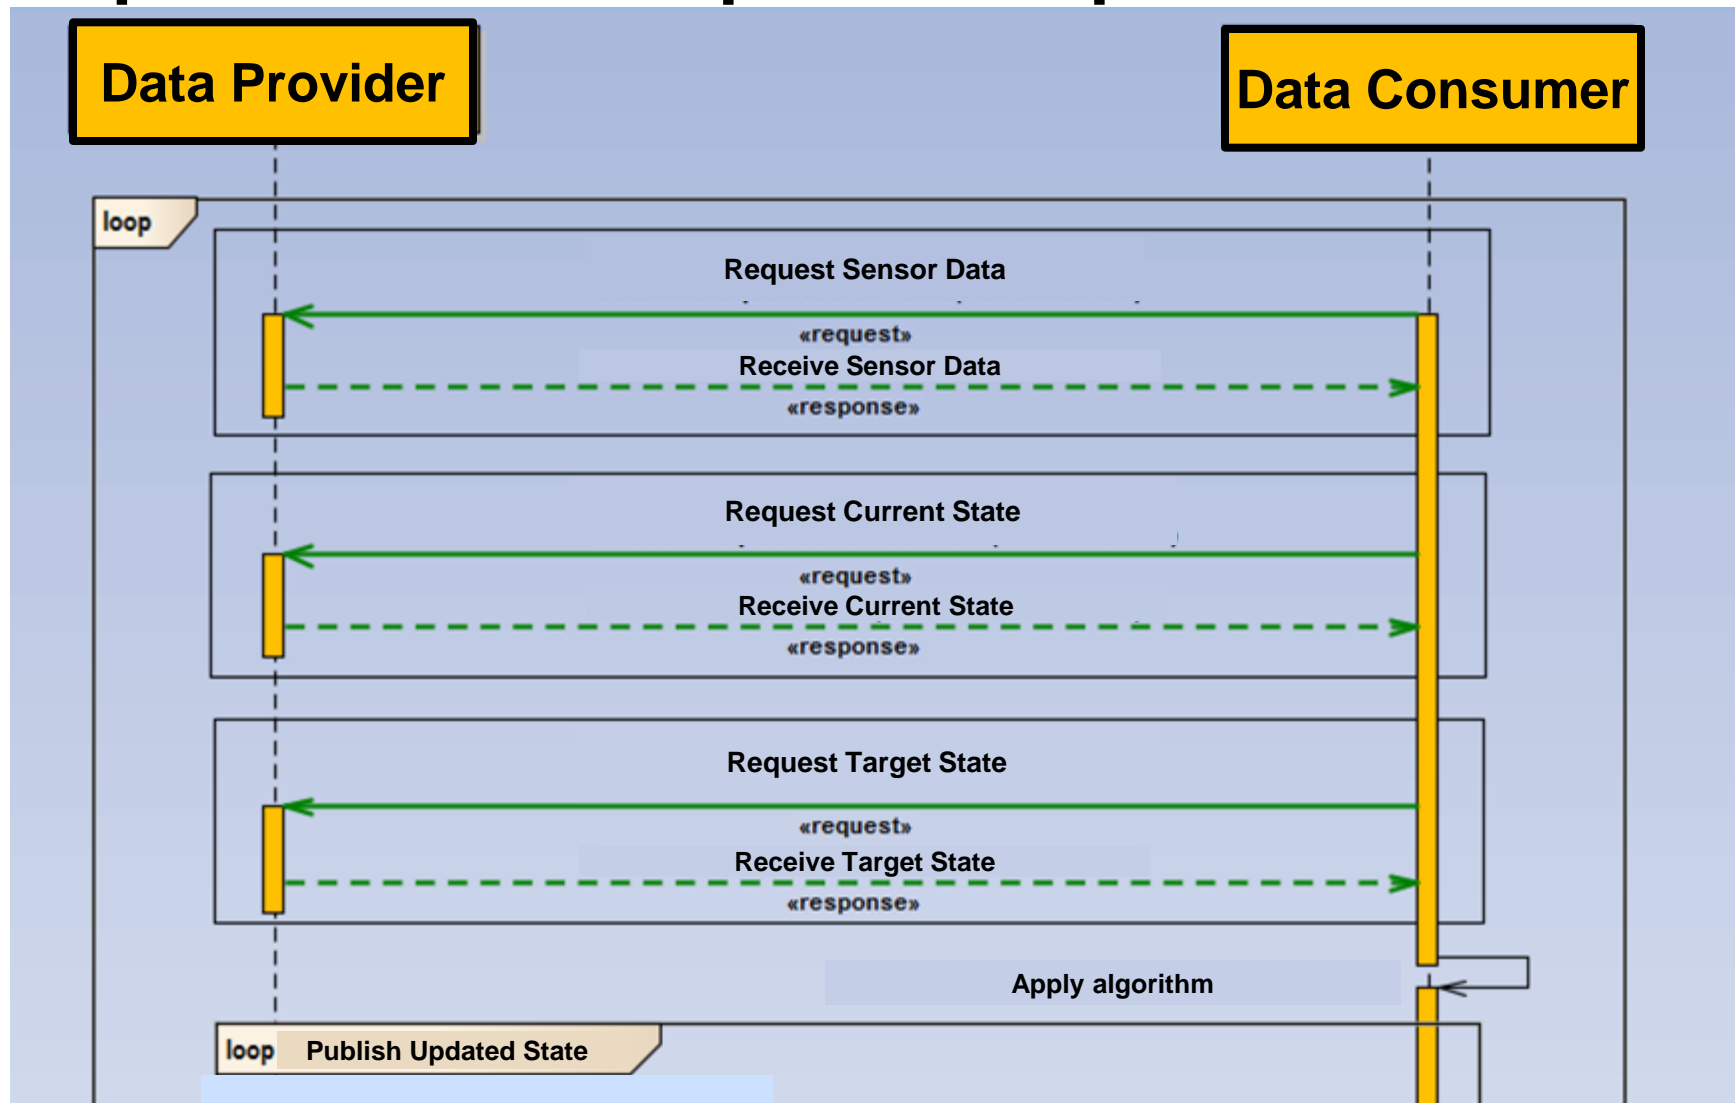 Data Provider
Data Consumer
loop
Request Sensor Data
«request»
Receive Sensor Data
«response»
Request Current State
«request»
Receive Current State
«response»
Request Target State
«request»
Receive Target State
«response»
Apply algorithm
loop Publish Updated State